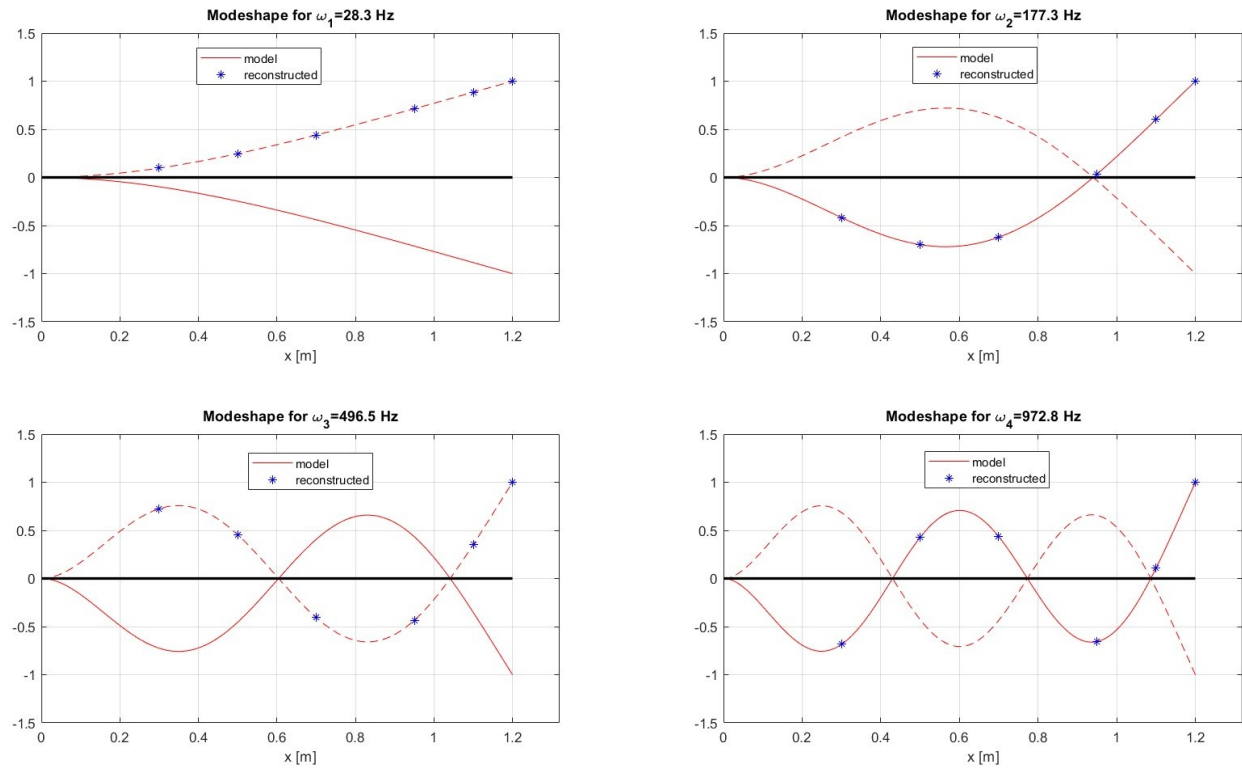 Modeshape for ω1=28.3 Hz
model
reconstructed
1.5
1
0.5
0
-0.5
-1
-1.5
0 0.2 0.4 0.6 0.8 1 1.2
x [m]
Modeshape for ω2=177.3 Hz
model
reconstructed
1.5
1
0.5
0
-0.5
-1
-1.5
0 0.2 0.4 0.6 0.8 1 1.2
x [m]
Modeshape for ω3=496.5 Hz
model
reconstructed
1.5
1
0.5
0
-0.5
-1
-1.5
0 0.2 0.4 0.6 0.8 1 1.2
x [m]
Modeshape for ω4=972.8 Hz
model
reconstructed
1.5
1
0.5
0
-0.5
-1
-1.5
0 0.2 0.4 0.6 0.8 1 1.2
x [m]